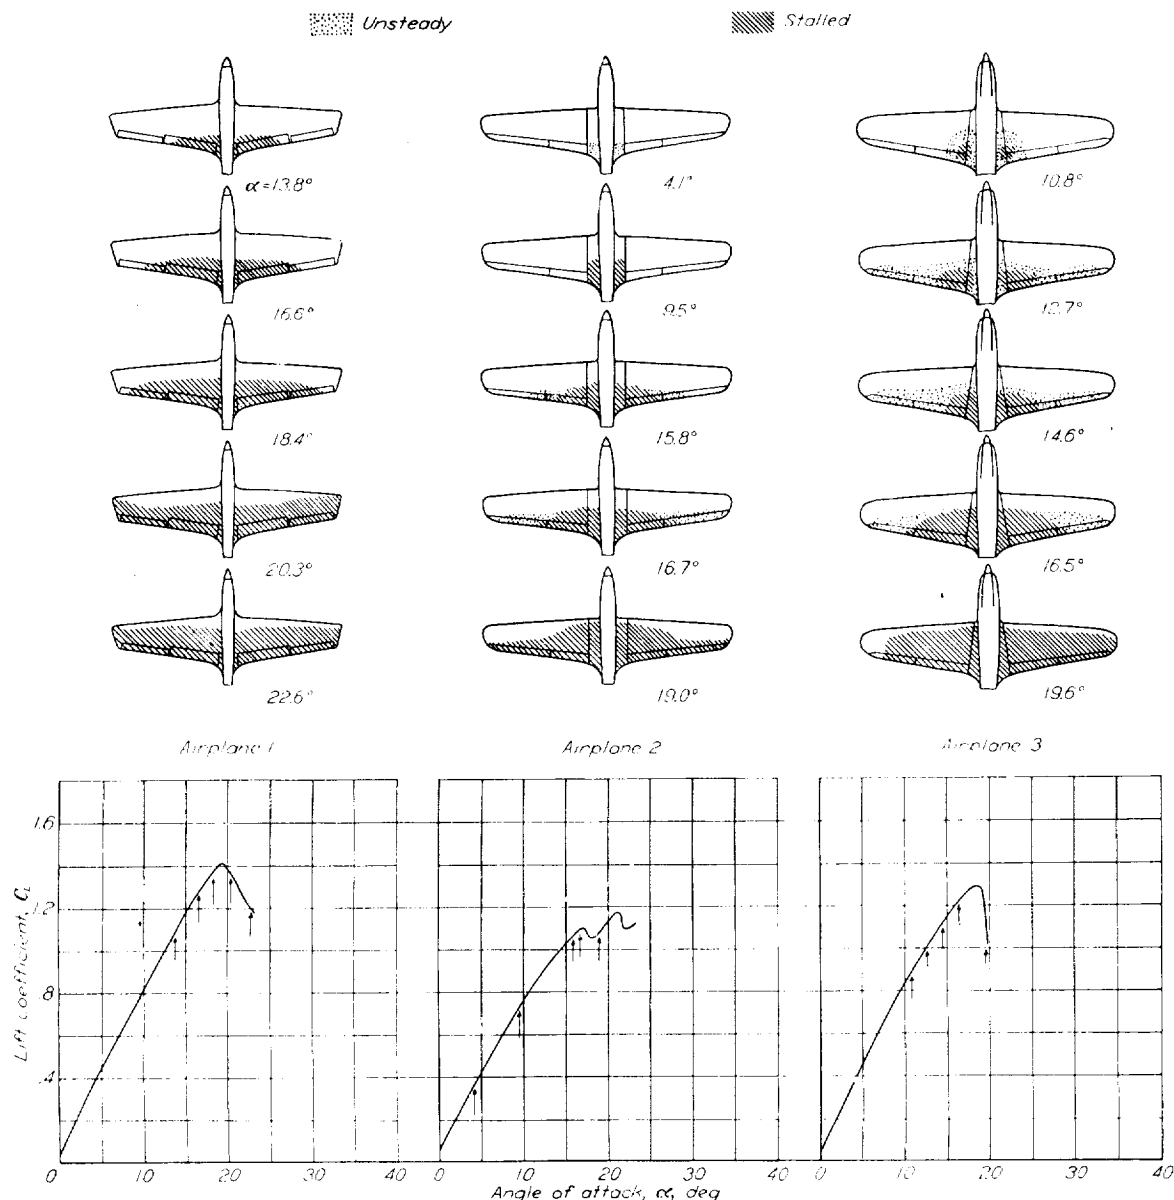 Unsteady Stalled
α=13.8° 4.1° 10.8°
16.6° 9.5° 12.7°
18.4° 15.8° 14.6°
20.3° 16.7° 16.5°
22.6° 19.0° 19.6°
Airplane 1 Airplane 2 Airplane 3
1.6
1.2
.8
.4
Lift coefficient, C_L
0 10 20 30 40 0 10 20 30 40 0 10 20 30 40
Angle of attack, α, deg